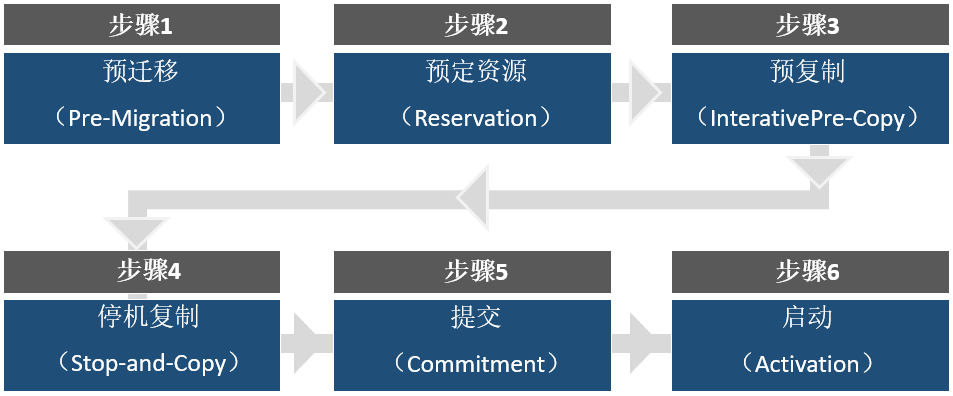 步骤1
预迁移
（Pre-Migration）
步骤2
预定资源
（Reservation）
步骤3
预复制
（InterativePre-Copy）
步骤4
停机复制
（Stop-and-Copy）
步骤5
提交
（Commitment）
步骤6
启动
（Activation）